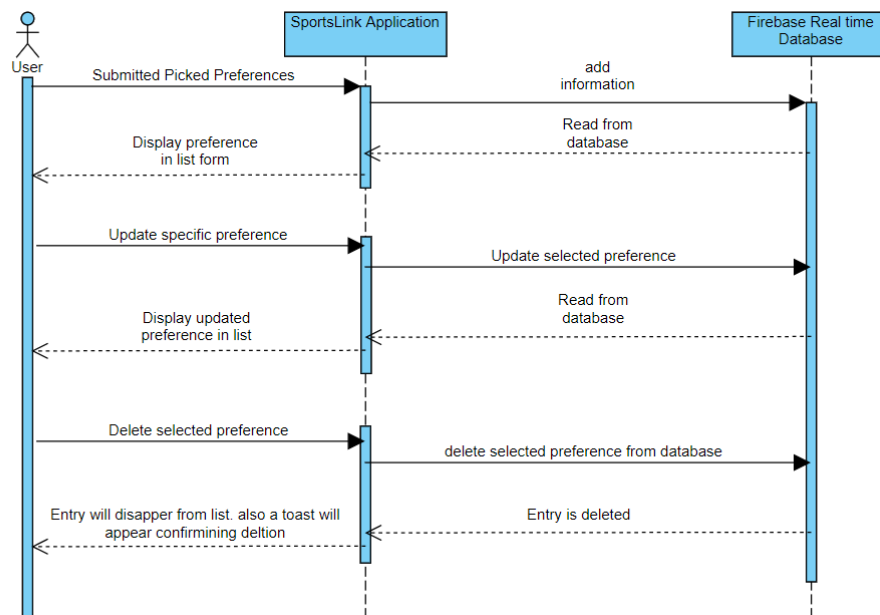 SportsLink Application
Firebase Real time
Database
User
Submitted Picked Preferences
add
information
Read from
database
Display preference
in list form
Update specific preference
Update selected preference
Read from
database
Display updated
preference in list
Delete selected preference
delete selected preference from database
Entry is deleted
Entry will disapper from list. also a toast will
appear confirmining deltion